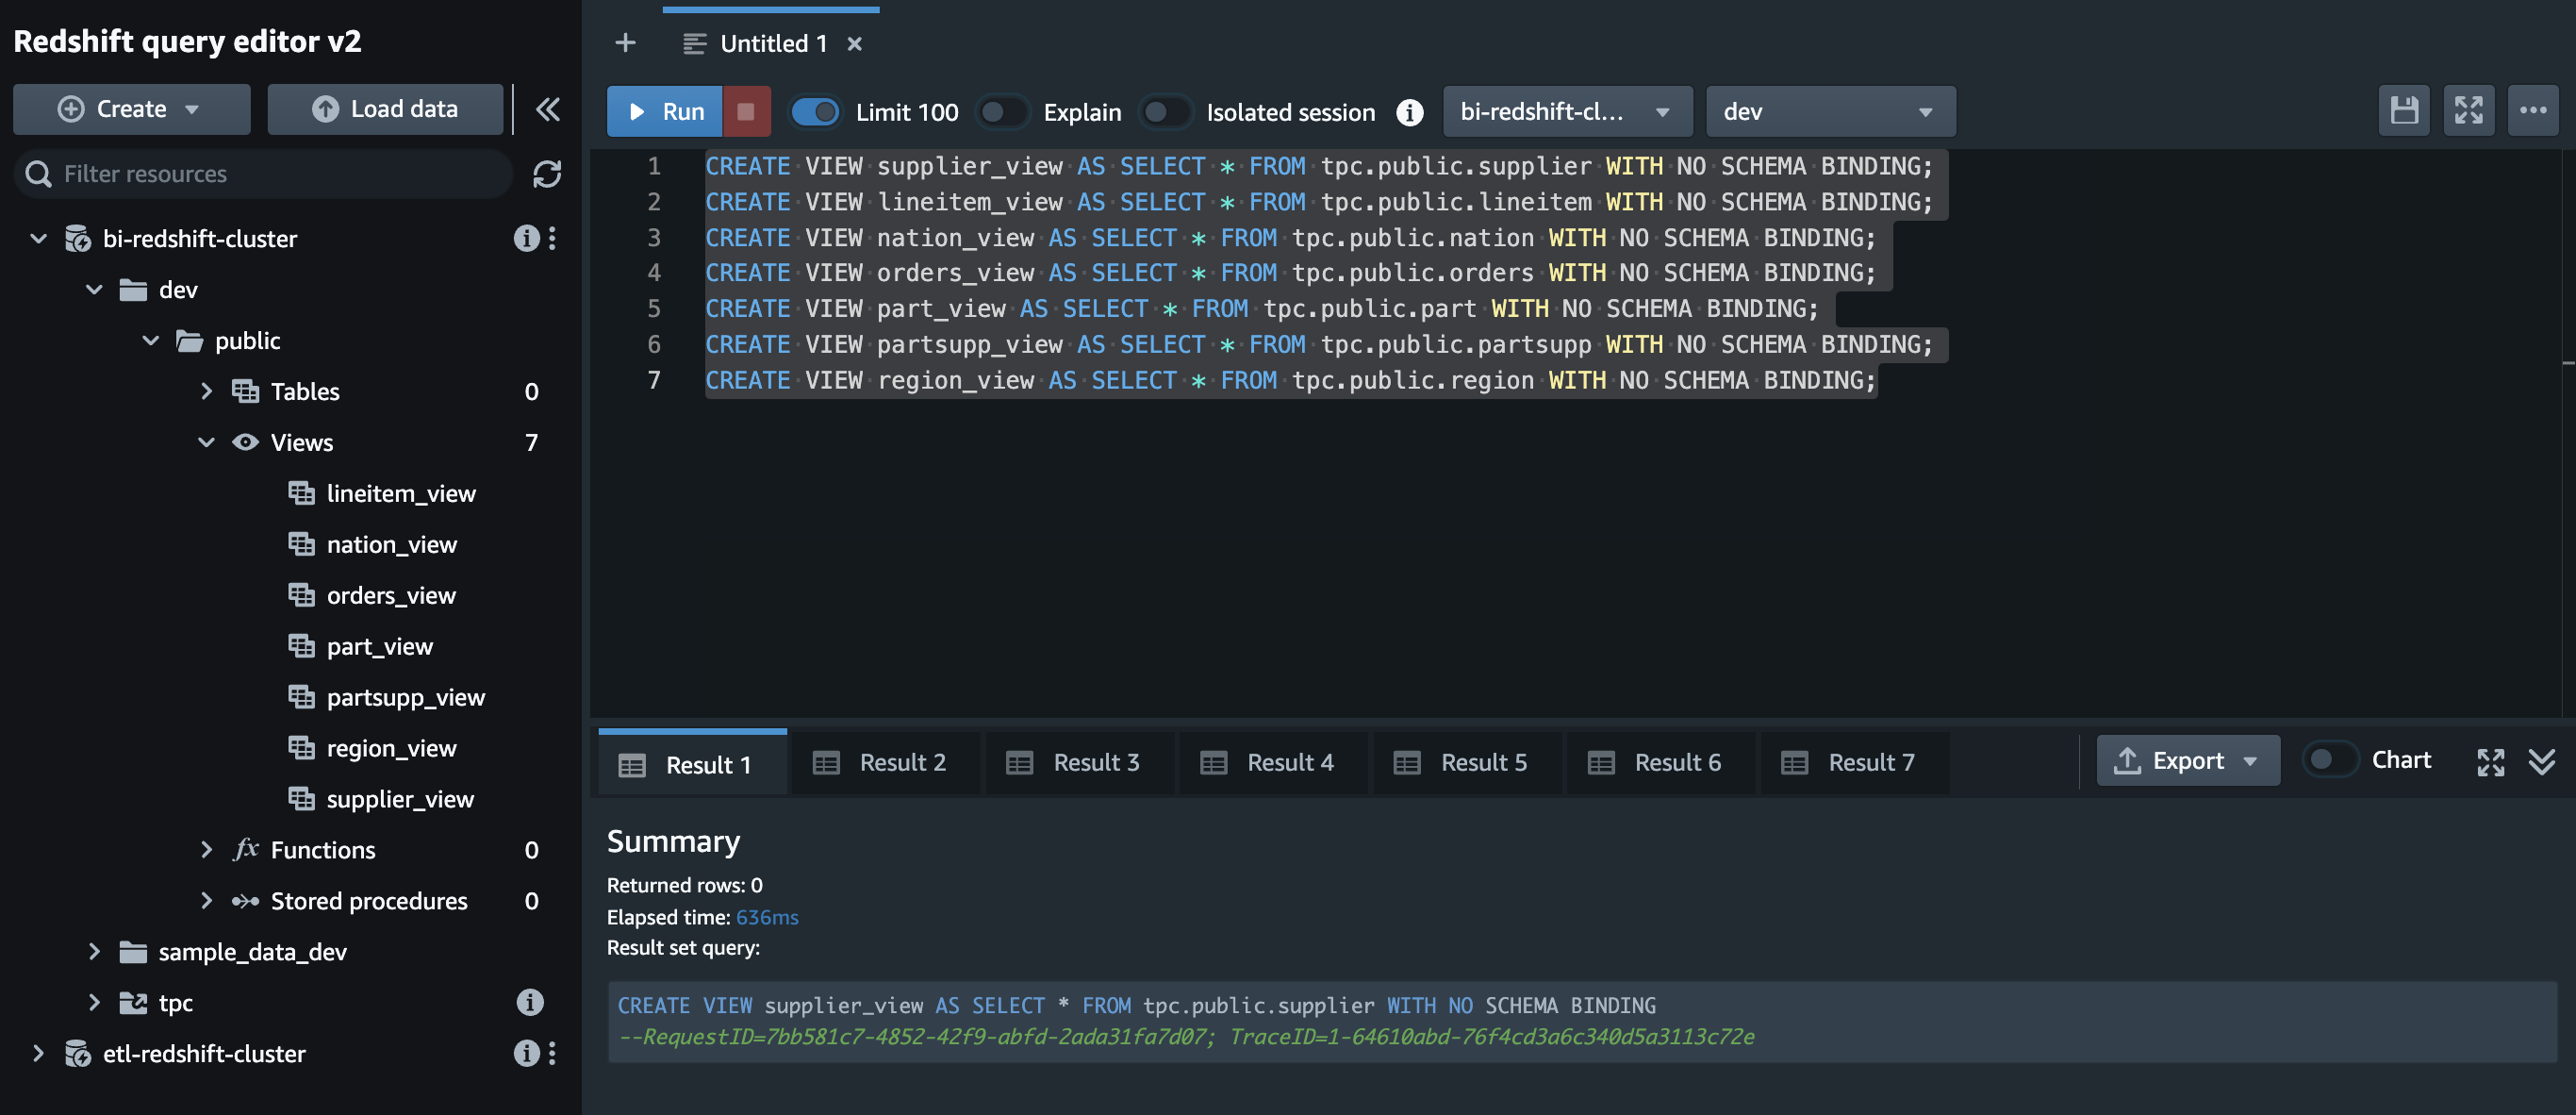 Redshift query editor v2
Create
Load data
Filter resources
bi-redshift-cluster
dev
public
Tables 0
Views 7
lineitem_view
nation_view
orders_view
part_view
partsupp_view
region_view
supplier_view
fx Functions 0
Stored procedures 0
sample_data_dev
tpc
etl-redshift-cluster
Untitled 1
Run Limit 100 Explain Isolated session bi-redshift-cl... dev
1 CREATE VIEW supplier_view AS SELECT * FROM tpc.public.supplier WITH NO SCHEMA BINDING;
2 CREATE VIEW lineitem_view AS SELECT * FROM tpc.public.lineitem WITH NO SCHEMA BINDING;
3 CREATE VIEW nation_view AS SELECT * FROM tpc.public.nation WITH NO SCHEMA BINDING;
4 CREATE VIEW orders_view AS SELECT * FROM tpc.public.orders WITH NO SCHEMA BINDING;
5 CREATE VIEW part_view AS SELECT * FROM tpc.public.part WITH NO SCHEMA BINDING;
6 CREATE VIEW partsupp_view AS SELECT * FROM tpc.public.partsupp WITH NO SCHEMA BINDING;
7 CREATE VIEW region_view AS SELECT * FROM tpc.public.region WITH NO SCHEMA BINDING;
Result 1 Result 2 Result 3 Result 4 Result 5 Result 6 Result 7 Export Chart
Summary
Returned rows: 0
Elapsed time: 636ms
Result set query:
CREATE VIEW supplier_view AS SELECT * FROM tpc.public.supplier WITH NO SCHEMA BINDING
--RequestID=7bb581c7-4852-42f9-abfd-2ada31fa7d07; TraceID=1-64610abd-76f4cd3a6c340d5a3113c72e